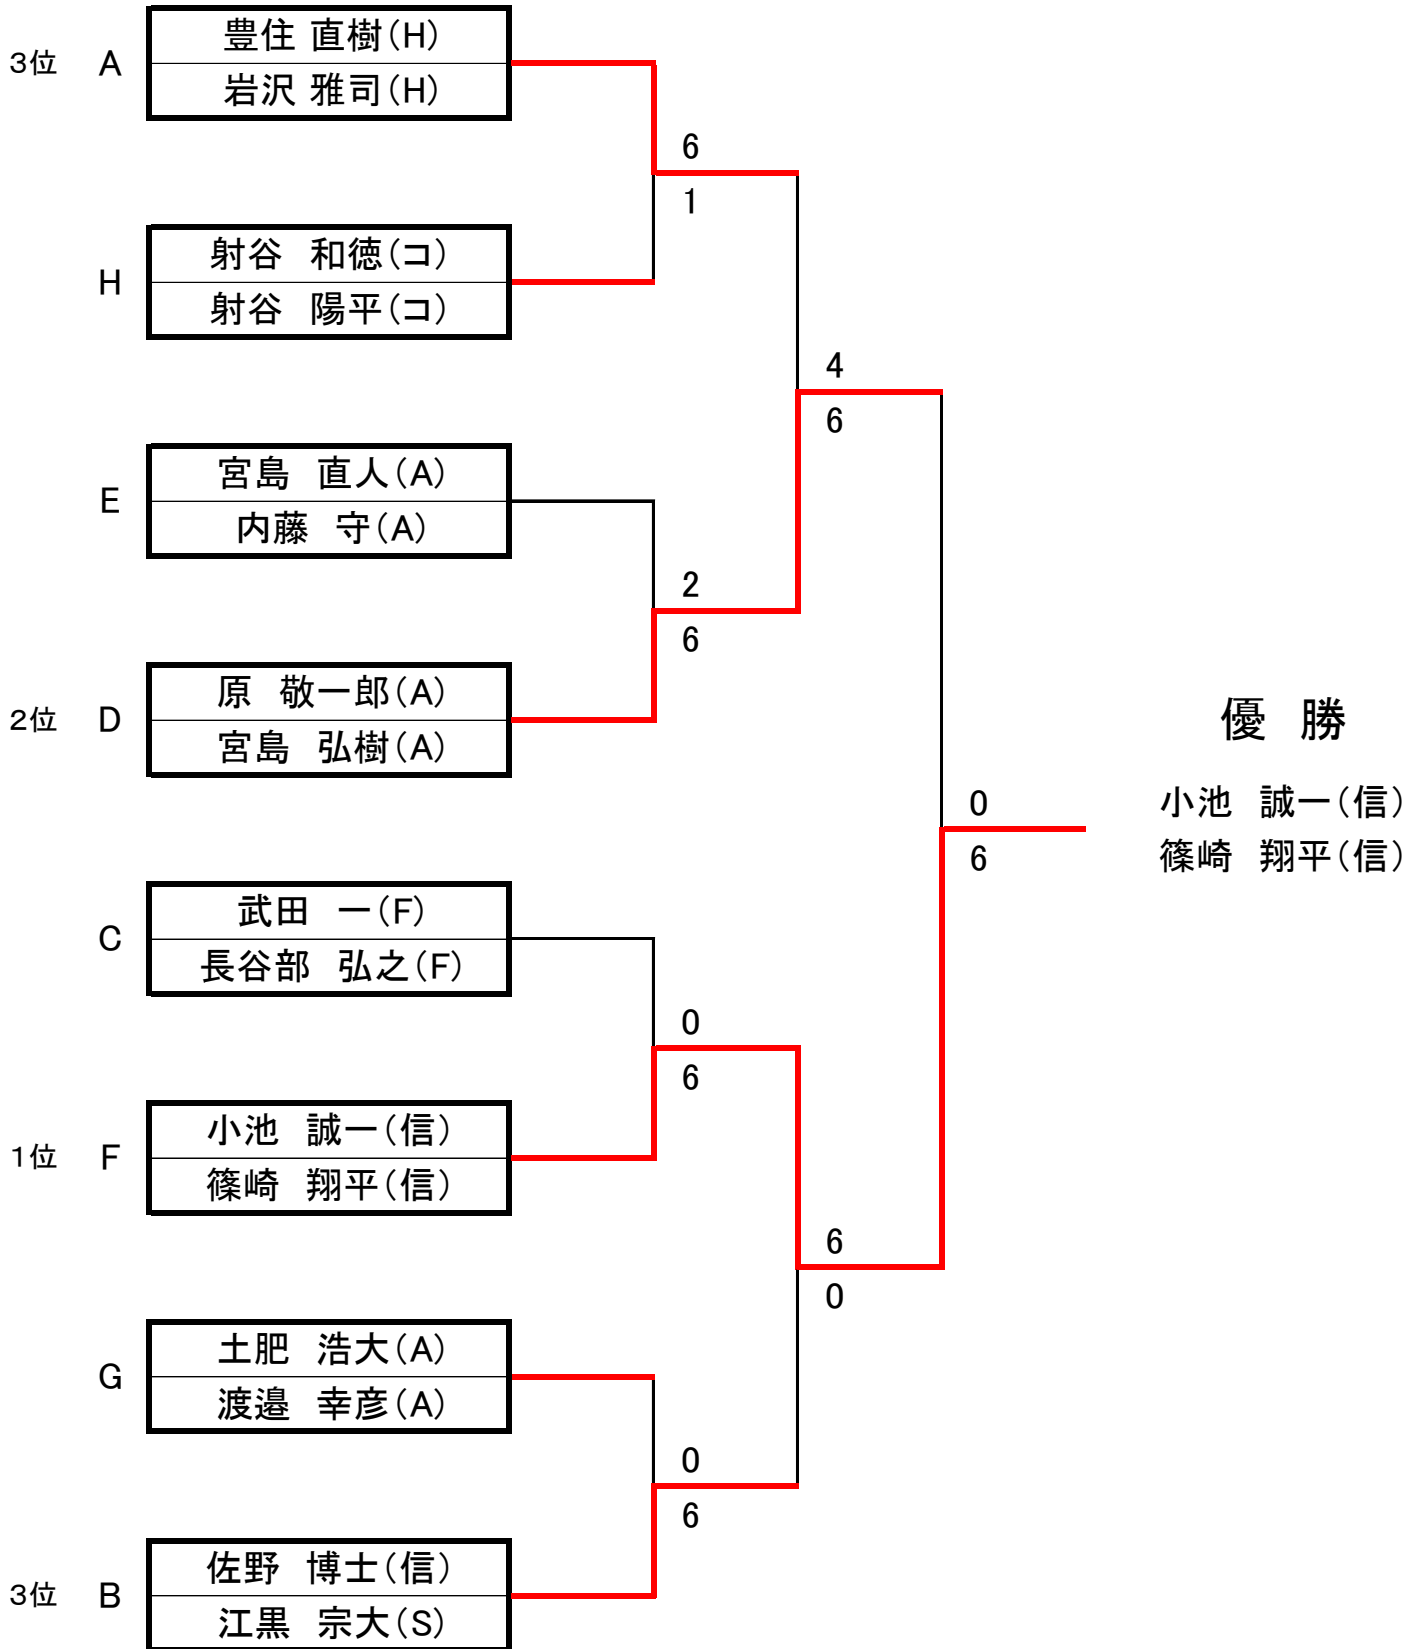 豊住 直樹(H)
3位 A
岩沢 雅司(H)
6
1
射谷 和徳(コ)
H
射谷 陽平(コ)
4
6
宮島 直人(A)
E
内藤 守(A)
2
6
原 敬一郎(A)
2位 D
宮島 弘樹(A)
優 勝
小池 誠一(信)
篠崎 翔平(信)
0
6
武田 一(F)
C
長谷部 弘之(F)
0
6
小池 誠一(信)
1位 F
篠崎 翔平(信)
6
0
土肥 浩大(A)
G
渡邉 幸彦(A)
0
6
佐野 博士(信)
3位 B
江黒 宗大(S)